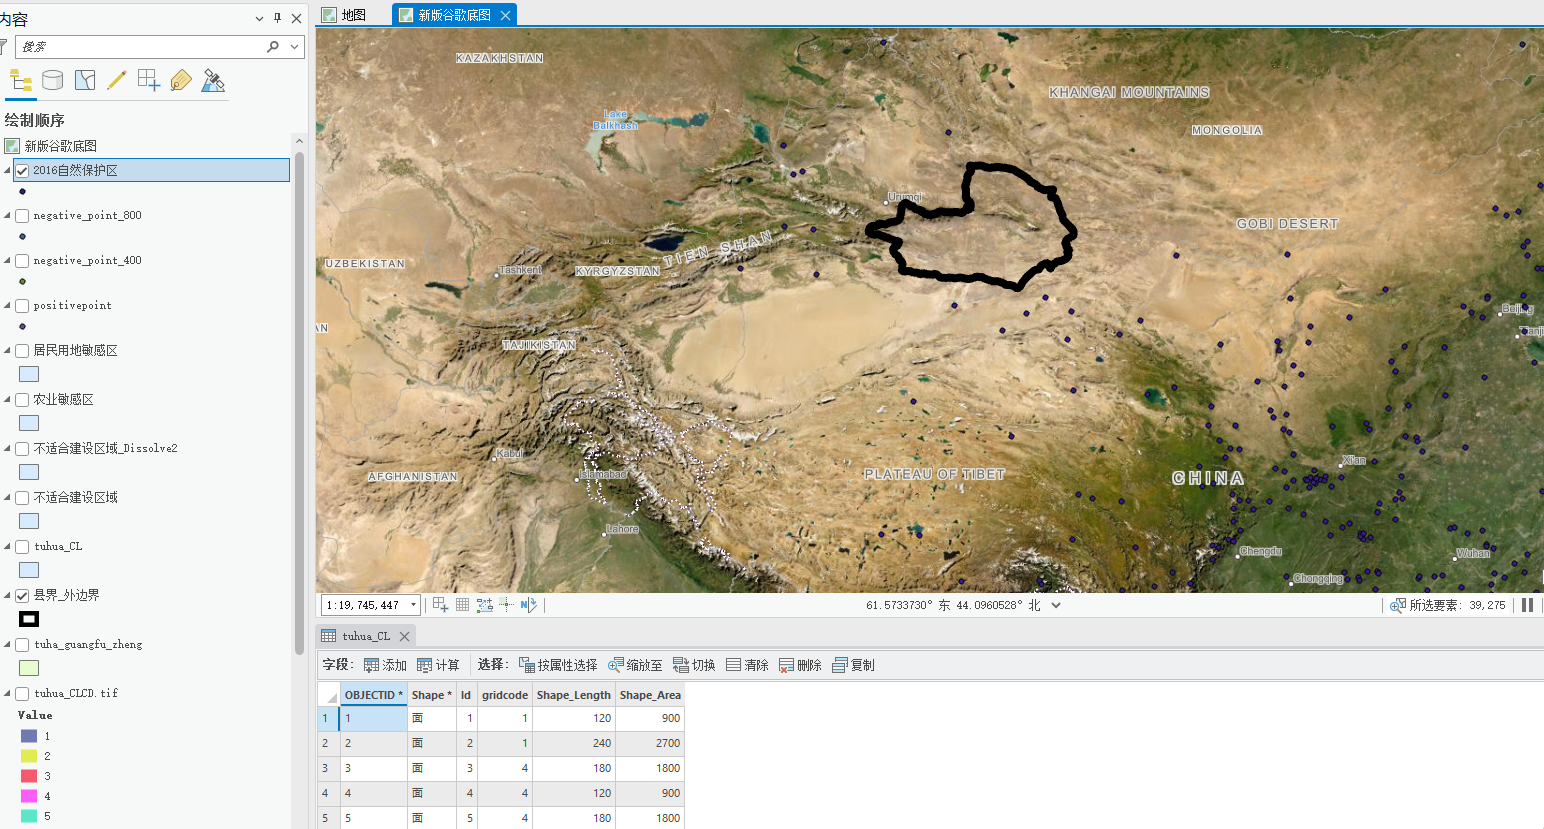 内容
地图
新版谷歌底图
搜索
绘制顺序
新版谷歌底图
2016自然保护区
negative_point_800
negative_point_400
positivepoint
居民用地敏感区
农业敏感区
不适合建设区域_Dissolve2
不适合建设区域
tuhua_CL
县界_外边界
tuha_guangfu_zheng
tuhua_CLCD.tif
Value
1
2
3
4
5
KAZAKHSTAN
Lake
Balkhash
KHANGAI MOUNTAINS
MONGOLIA
Urumqi
GOBI DESERT
TIEN SHAN
UZBEKISTAN
Tashkent
KYRGYZSTAN
AN
TAJIKISTAN
Beijing
Tianji
Kabul
AFGHANISTAN
Islamabad
PLATEAU OF TIBET
CHINA
Xi'an
Lahore
Chengdu
Wuhan
Chongqing
1:19,745,447
61.5733730° 东 44.0960528° 北
所选要素: 39,275
tuhua_CL
字段: 添加 计算 选择: 按属性选择 缩放至 切换 清除 删除 复制
OBJECTID * Shape * Id gridcode Shape_Length Shape_Area
1 1 面 1 1 120 900
2 2 面 2 1 240 2700
3 3 面 3 4 180 1800
4 4 面 4 4 120 900
5 5 面 5 4 180 1800